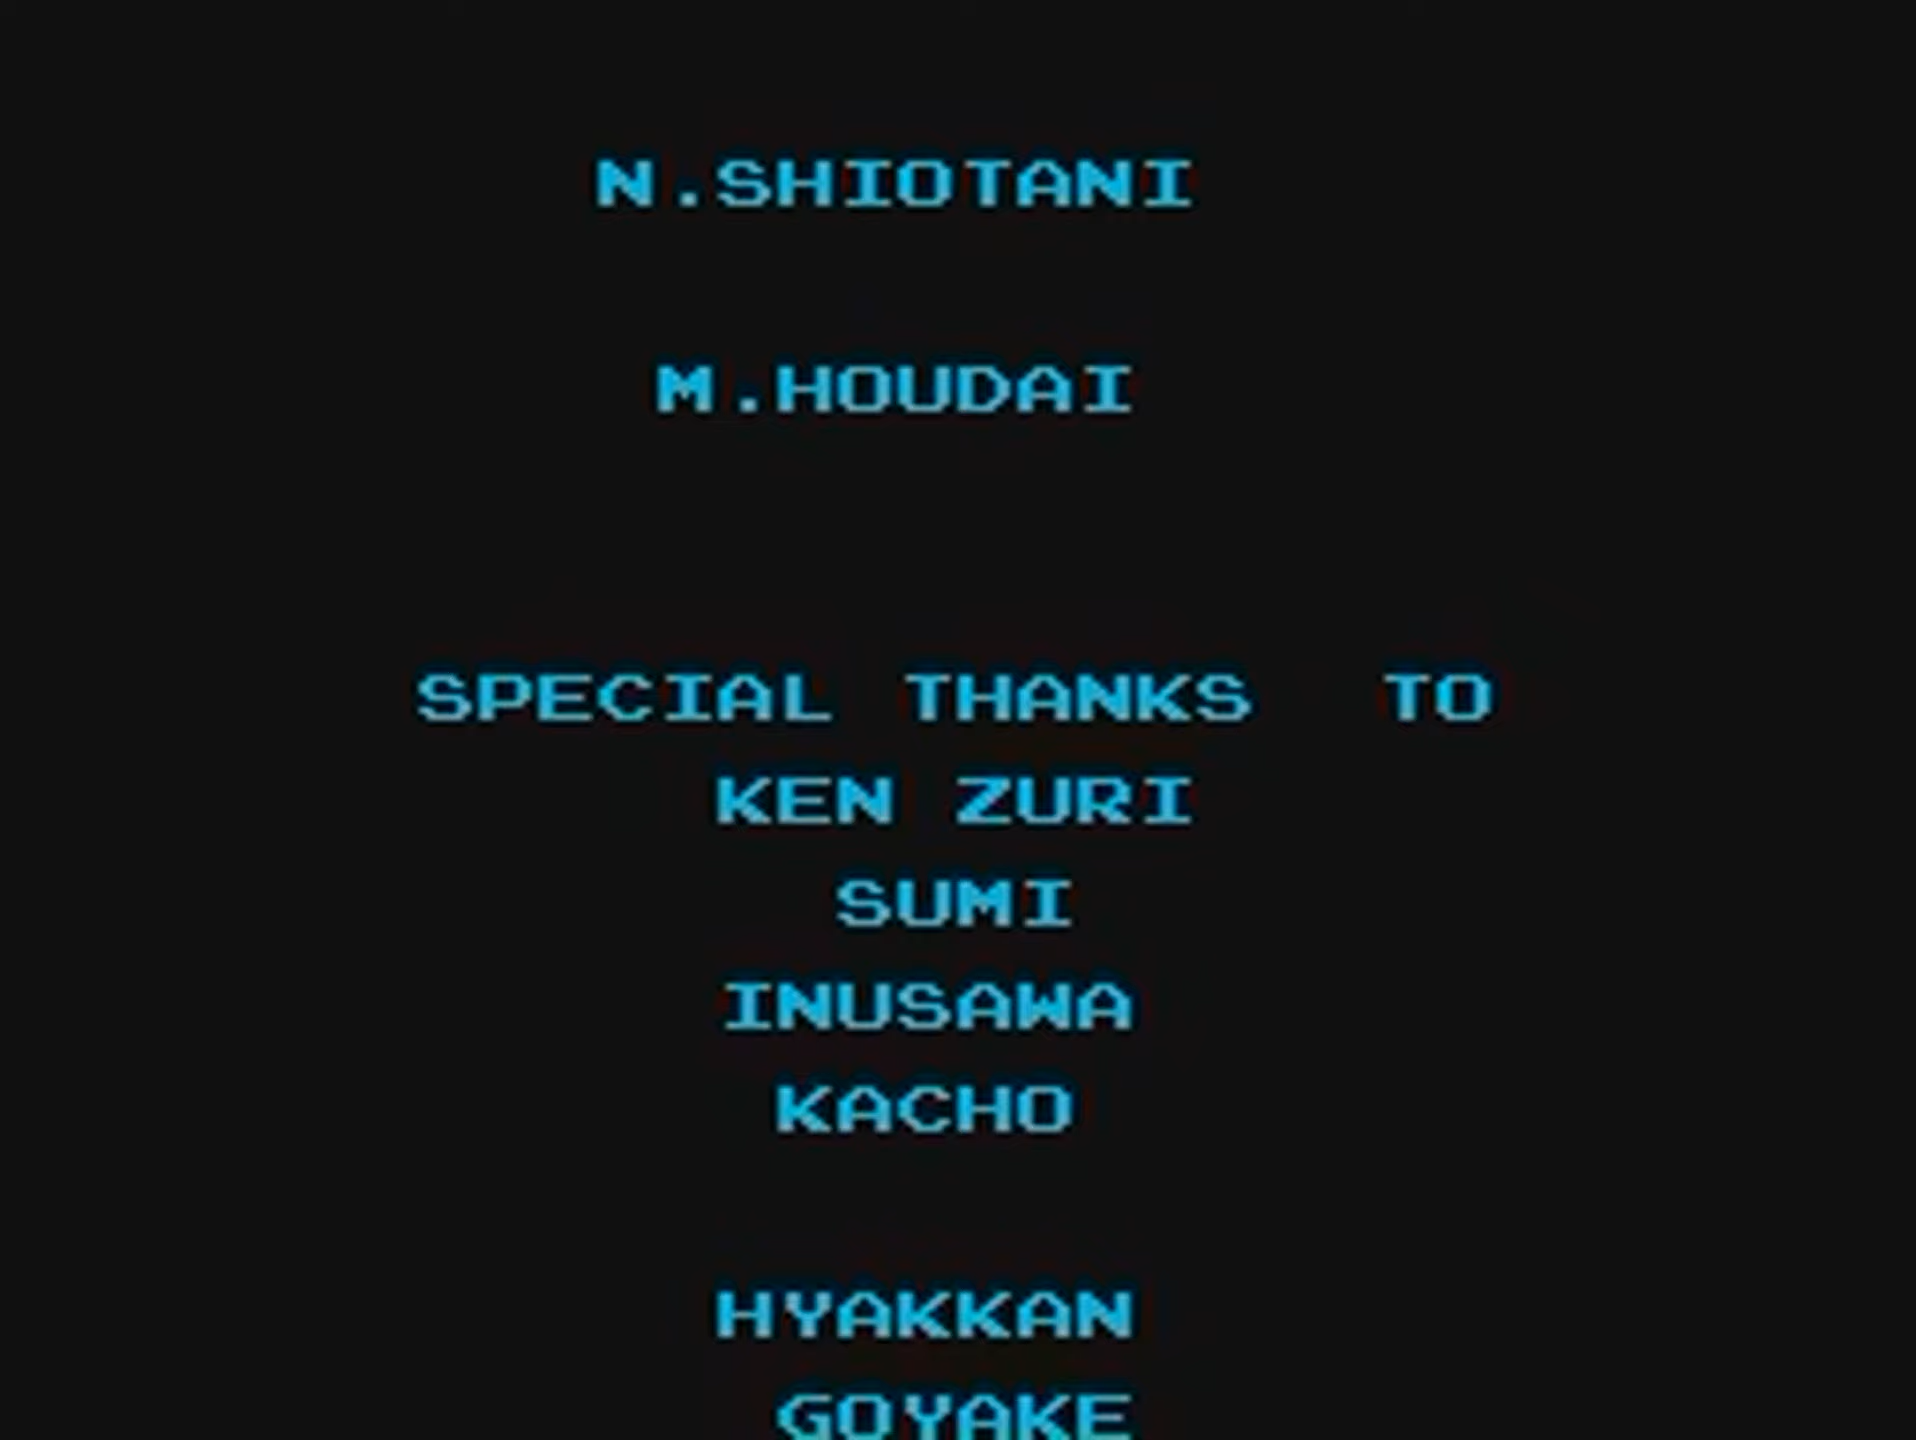 N.SHIOTANI
M.HOUDAI
SPECIAL THANKS TO
KEN ZURI
SUMI
INUSAWA
KACHO
HYAKKAN
GOYAKE